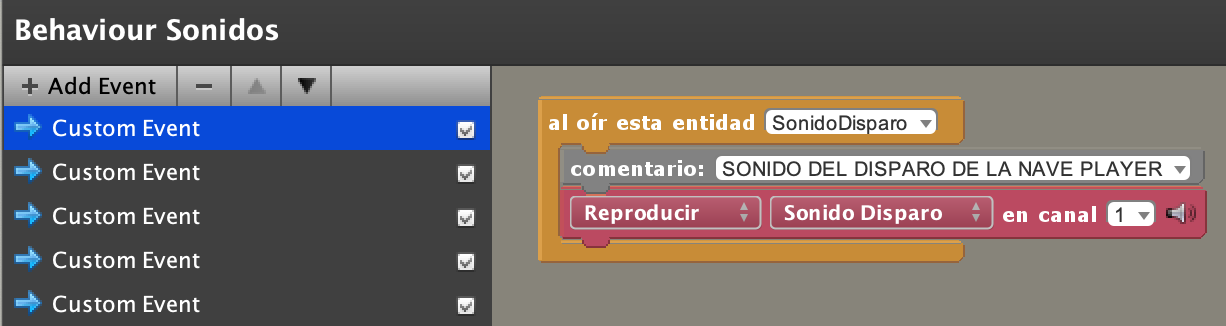 Behaviour Sonidos
+ Add Event
Custom Event
Custom Event
Custom Event
Custom Event
Custom Event
al oír esta entidad SonidoDisparo
comentario: SONIDO DEL DISPARO DE LA NAVE PLAYER
Reproducir Sonido Disparo en canal 1